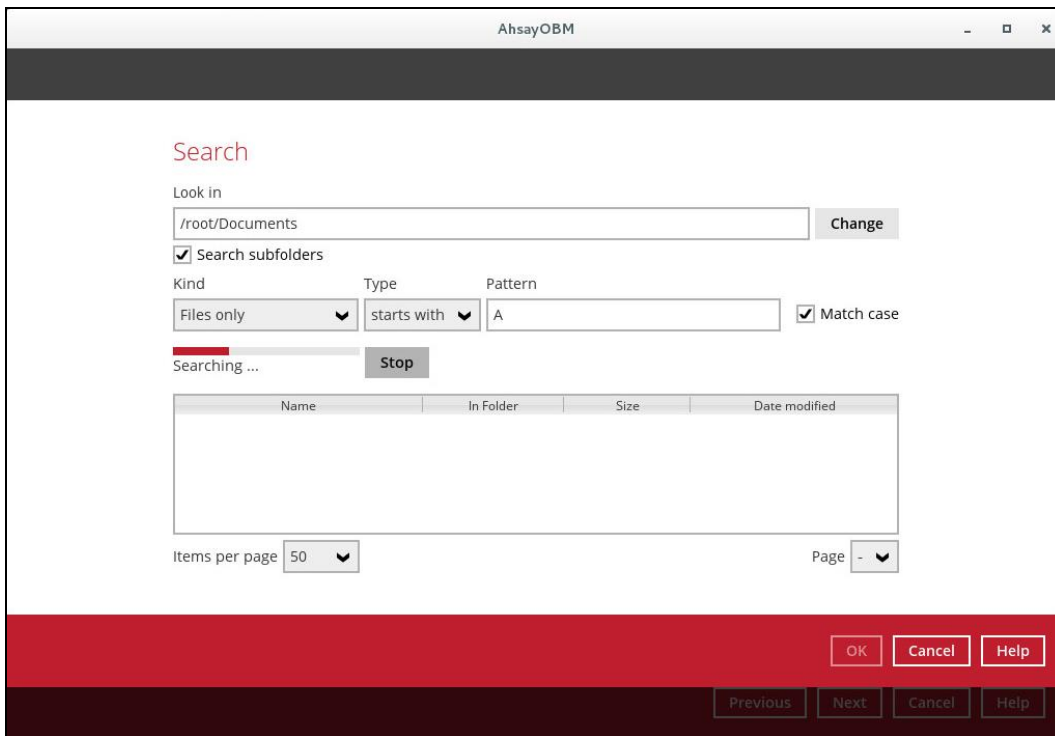 AhsayOBM
Search
Look in
/root/Documents
Change
Search subfolders
Kind Type Pattern
Files only starts with A Match case
Searching ... Stop
Name In Folder Size Date modified
Items per page 50 Page -
OK Cancel Help
Previous Next Cancel Help